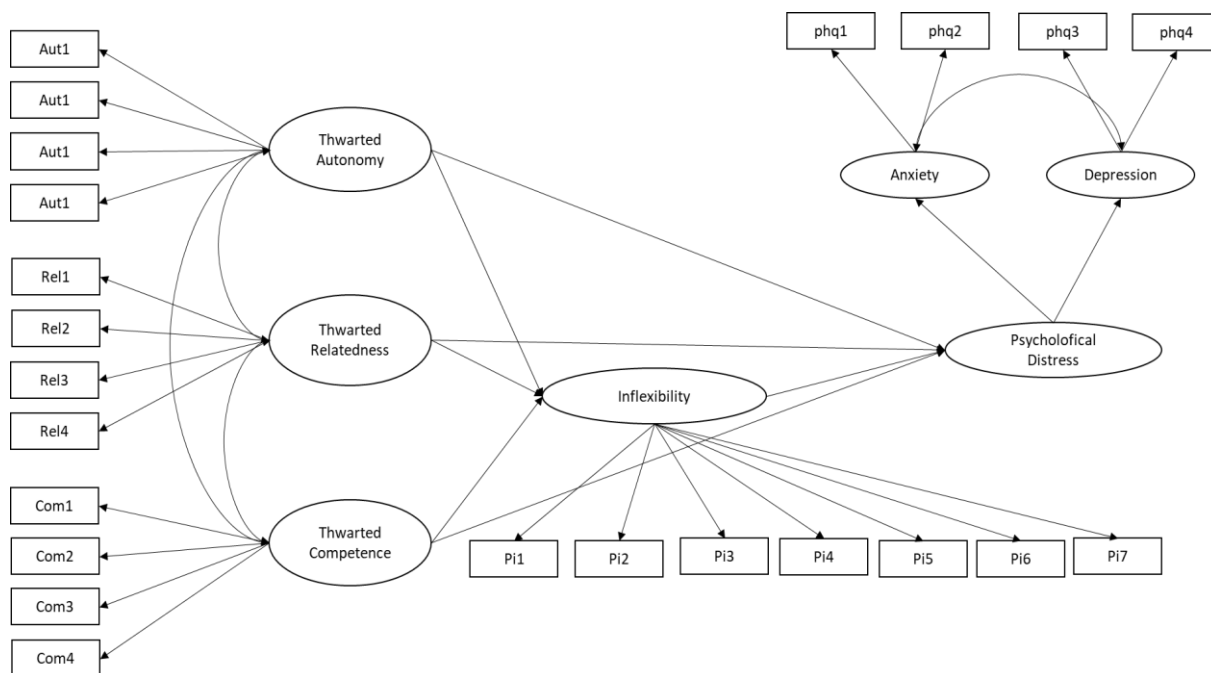 Aut1
Aut1
Aut1
Aut1
Rel1
Rel2
Rel3
Rel4
Com1
Com2
Com3
Com4
Thwarted
Autonomy
Thwarted
Relatedness
Thwarted
Competence
Inflexibility
Pi1
Pi2
Pi3
Pi4
Pi5
Pi6
Pi7
phq1
phq2
phq3
phq4
Anxiety
Depression
Psycholofical
Distress